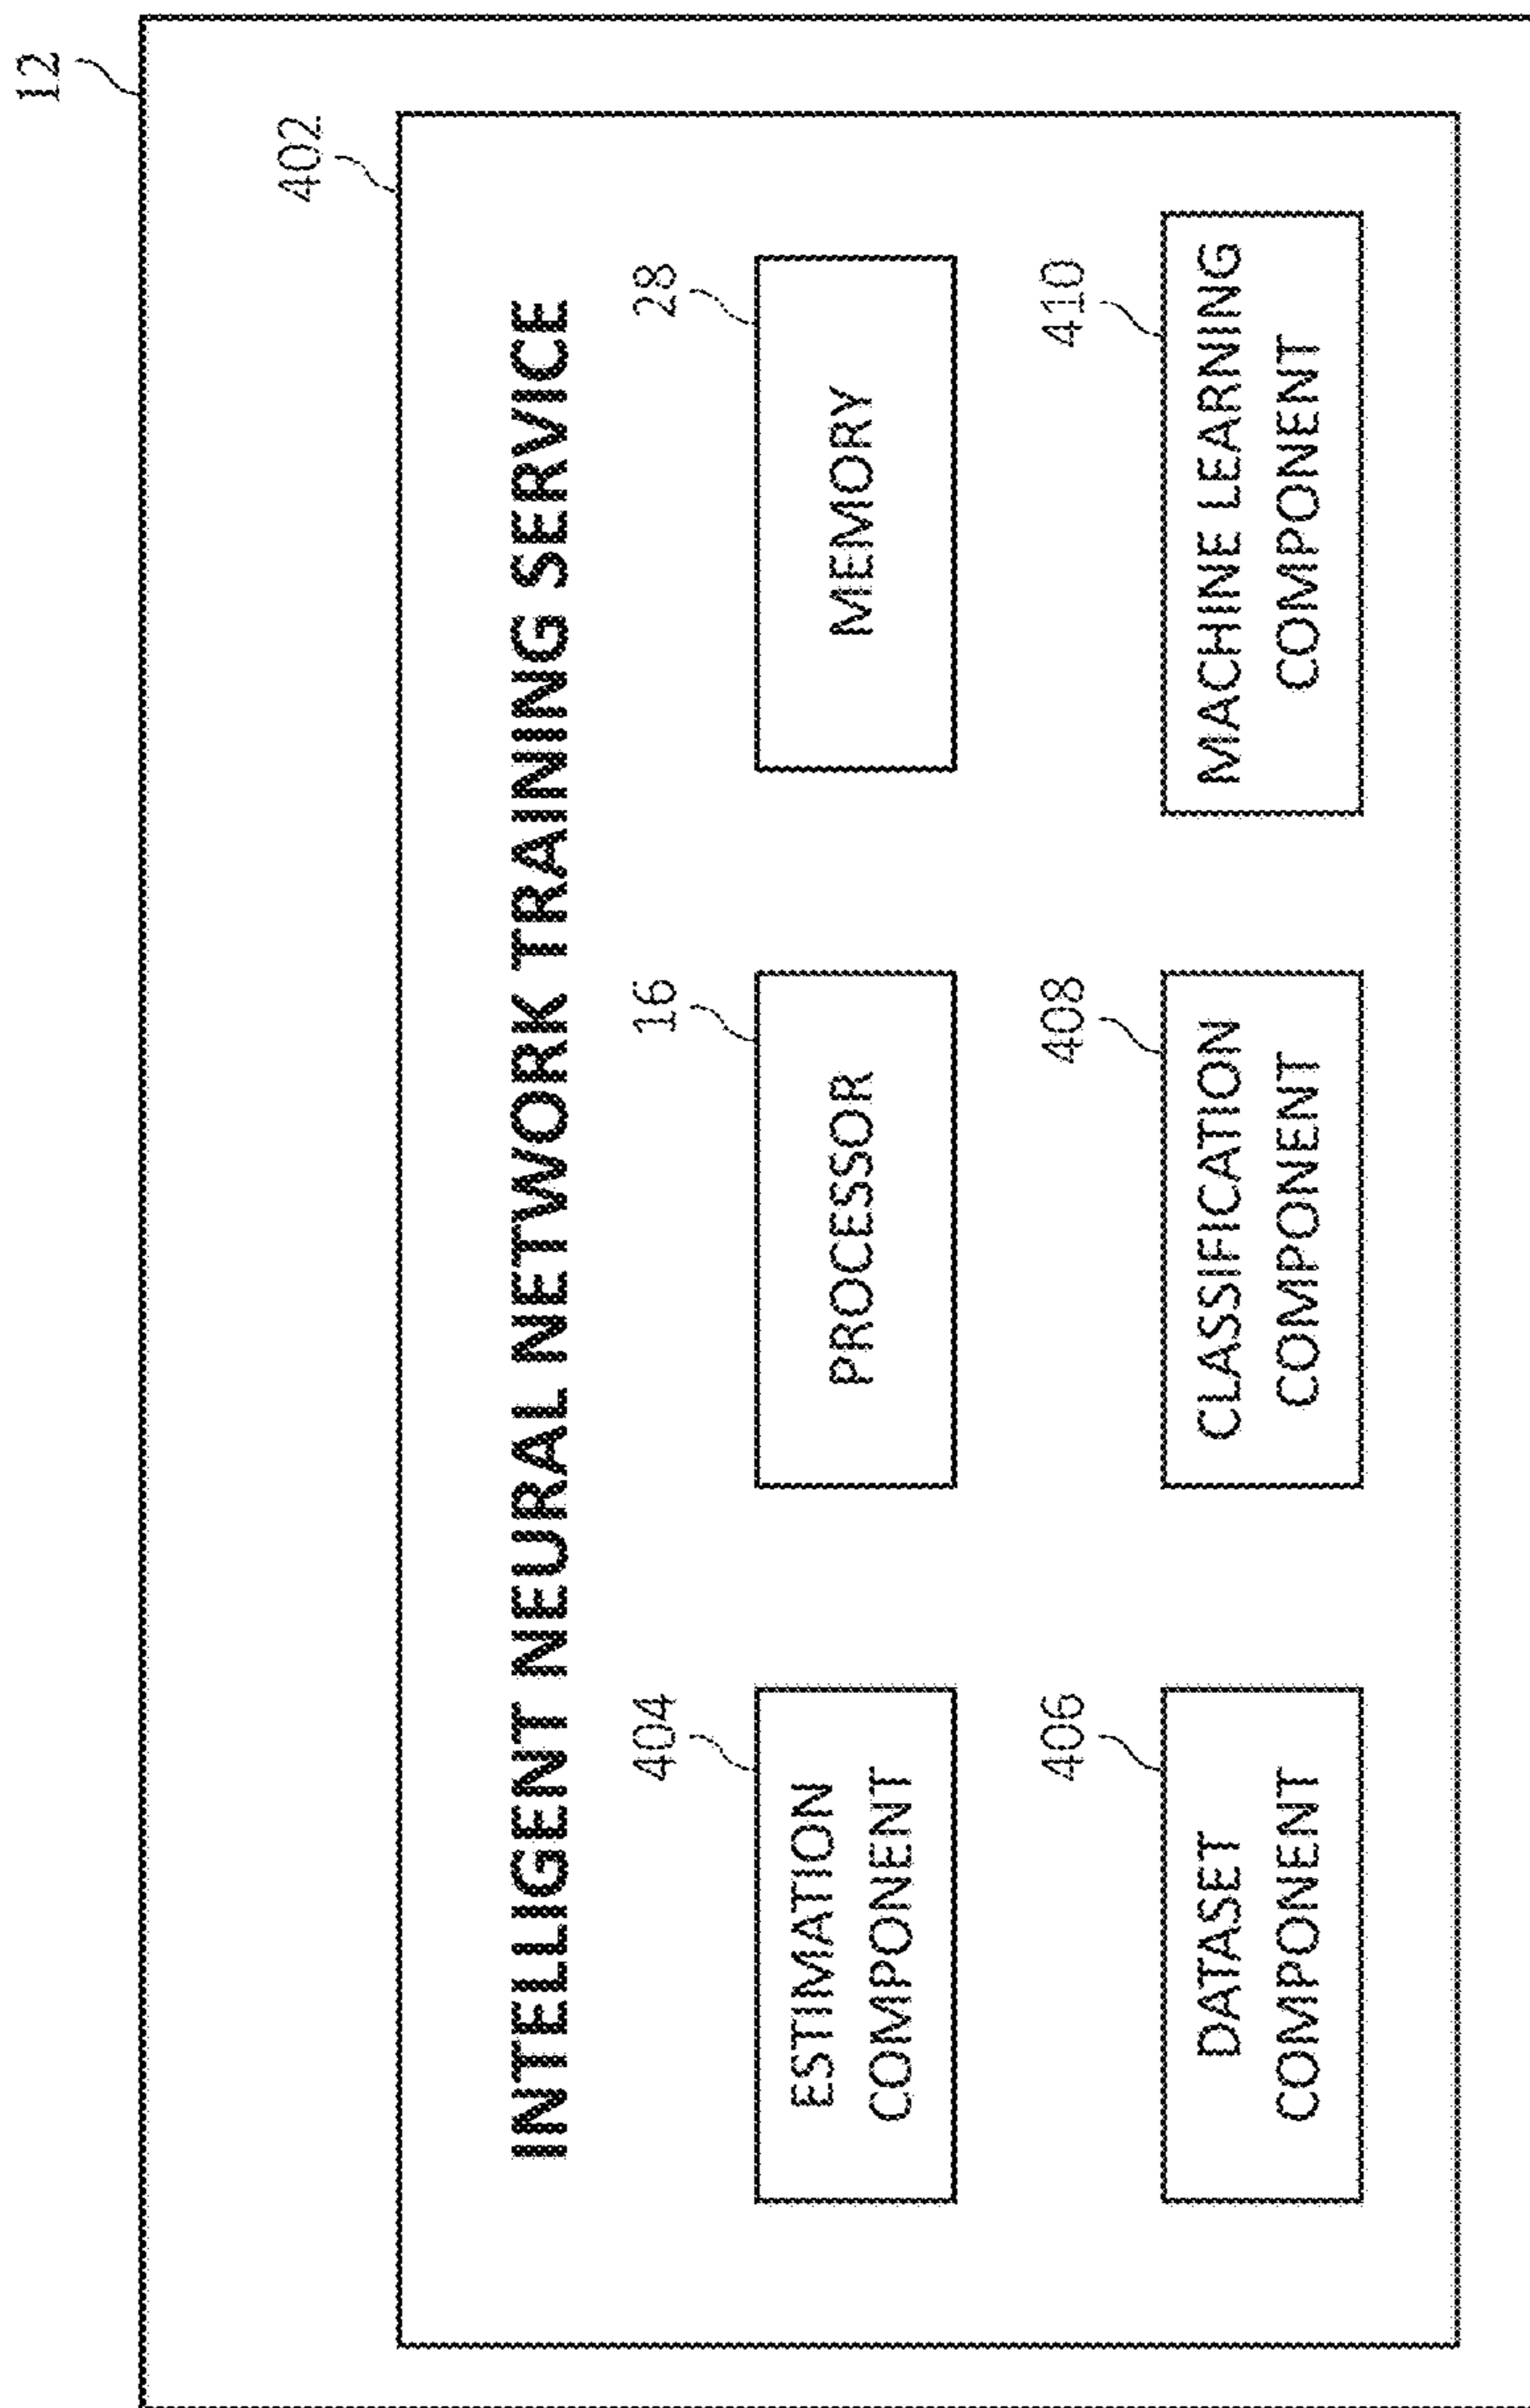 12
402
INTELLIGENT NEURAL NETWORK TRAINING SERVICE
404
ESTIMATION
COMPONENT
16
PROCESSOR
28
MEMORY
406
DATASET
COMPONENT
408
CLASSIFICATION
COMPONENT
410
MACHINE LEARNING
COMPONENT